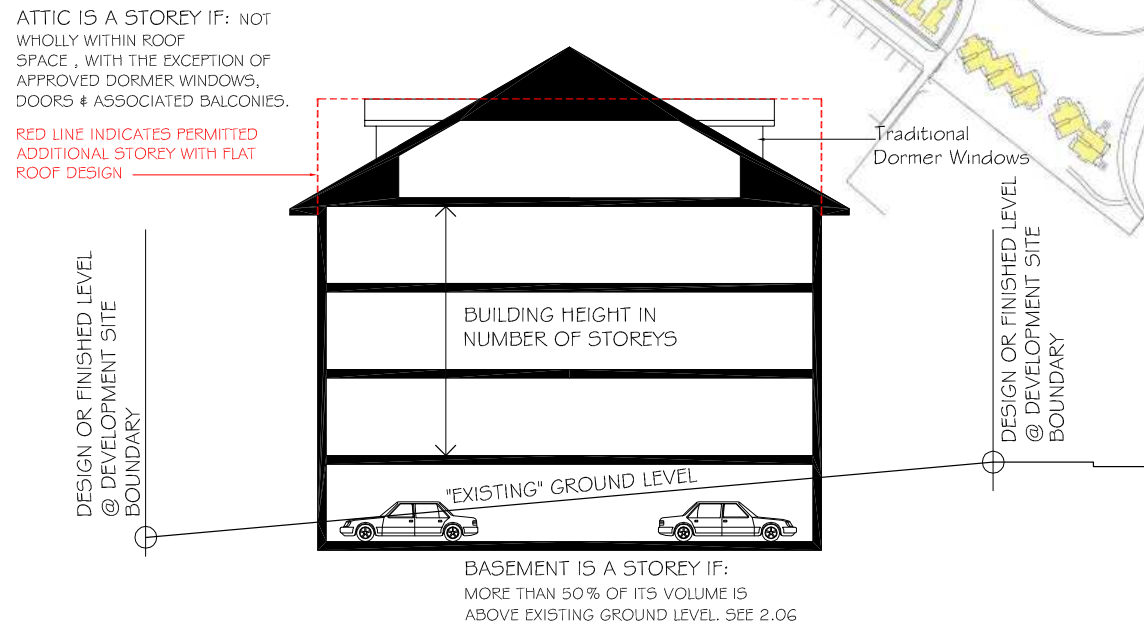 ATTIC IS A STOREY IF: NOT
WHOLLY WITHIN ROOF
SPACE , WITH THE EXCEPTION OF
APPROVED DORMER WINDOWS,
DOORS & ASSOCIATED BALCONIES.
RED LINE INDICATES PERMITTED
ADDITIONAL STOREY WITH FLAT
ROOF DESIGN
Traditional
Dormer Windows
DESIGN OR FINISHED LEVEL
@ DEVELOPMENT SITE
BOUNDARY
BUILDING HEIGHT IN
NUMBER OF STOREYS
DESIGN OR FINISHED LEVEL
@ DEVELOPMENT SITE
BOUNDARY
"EXISTING" GROUND LEVEL
BASEMENT IS A STOREY IF:
MORE THAN 50% OF ITS VOLUME IS
ABOVE EXISTING GROUND LEVEL. SEE 2.06